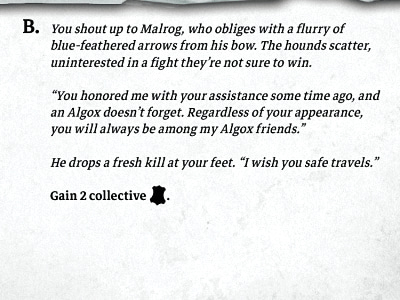 B. You shout up to Malrog, who obliges with a flurry of
blue-feathered arrows from his bow. The hounds scatter,
uninterested in a fight they’re not sure to win.
“You honored me with your assistance some time ago, and
an Algox doesn’t forget. Regardless of your appearance,
you will always be among my Algox friends.”
He drops a fresh kill at your feet. “I wish you safe travels.”
Gain 2 collective .